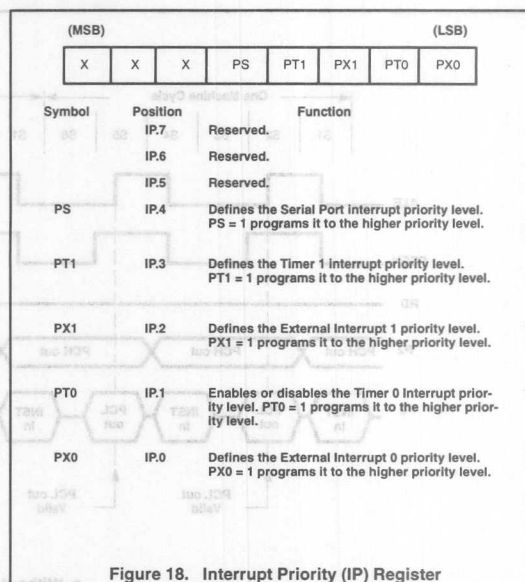 (MSB) (LSB)
X X X PS PT1 PX1 PT0 PX0
Symbol Position Function
IP.7 Reserved.
IP.6 Reserved.
IP.5 Reserved.
PS IP.4 Defines the Serial Port interrupt priority level.
PS = 1 programs it to the higher priority level.
PT1 IP.3 Defines the Timer 1 interrupt priority level.
PT1 = 1 programs it to the higher priority level.
PX1 IP.2 Defines the External Interrupt 1 priority level.
PX1 = 1 programs it to the higher priority level.
PT0 IP.1 Enables or disables the Timer 0 Interrupt prior-
ity level. PT0 = 1 programs it to the higher prior-
ity level.
PX0 IP.0 Defines the External Interrupt 0 priority level.
PX0 = 1 programs it to the higher priority level.
Figure 18. Interrupt Priority (IP) Register